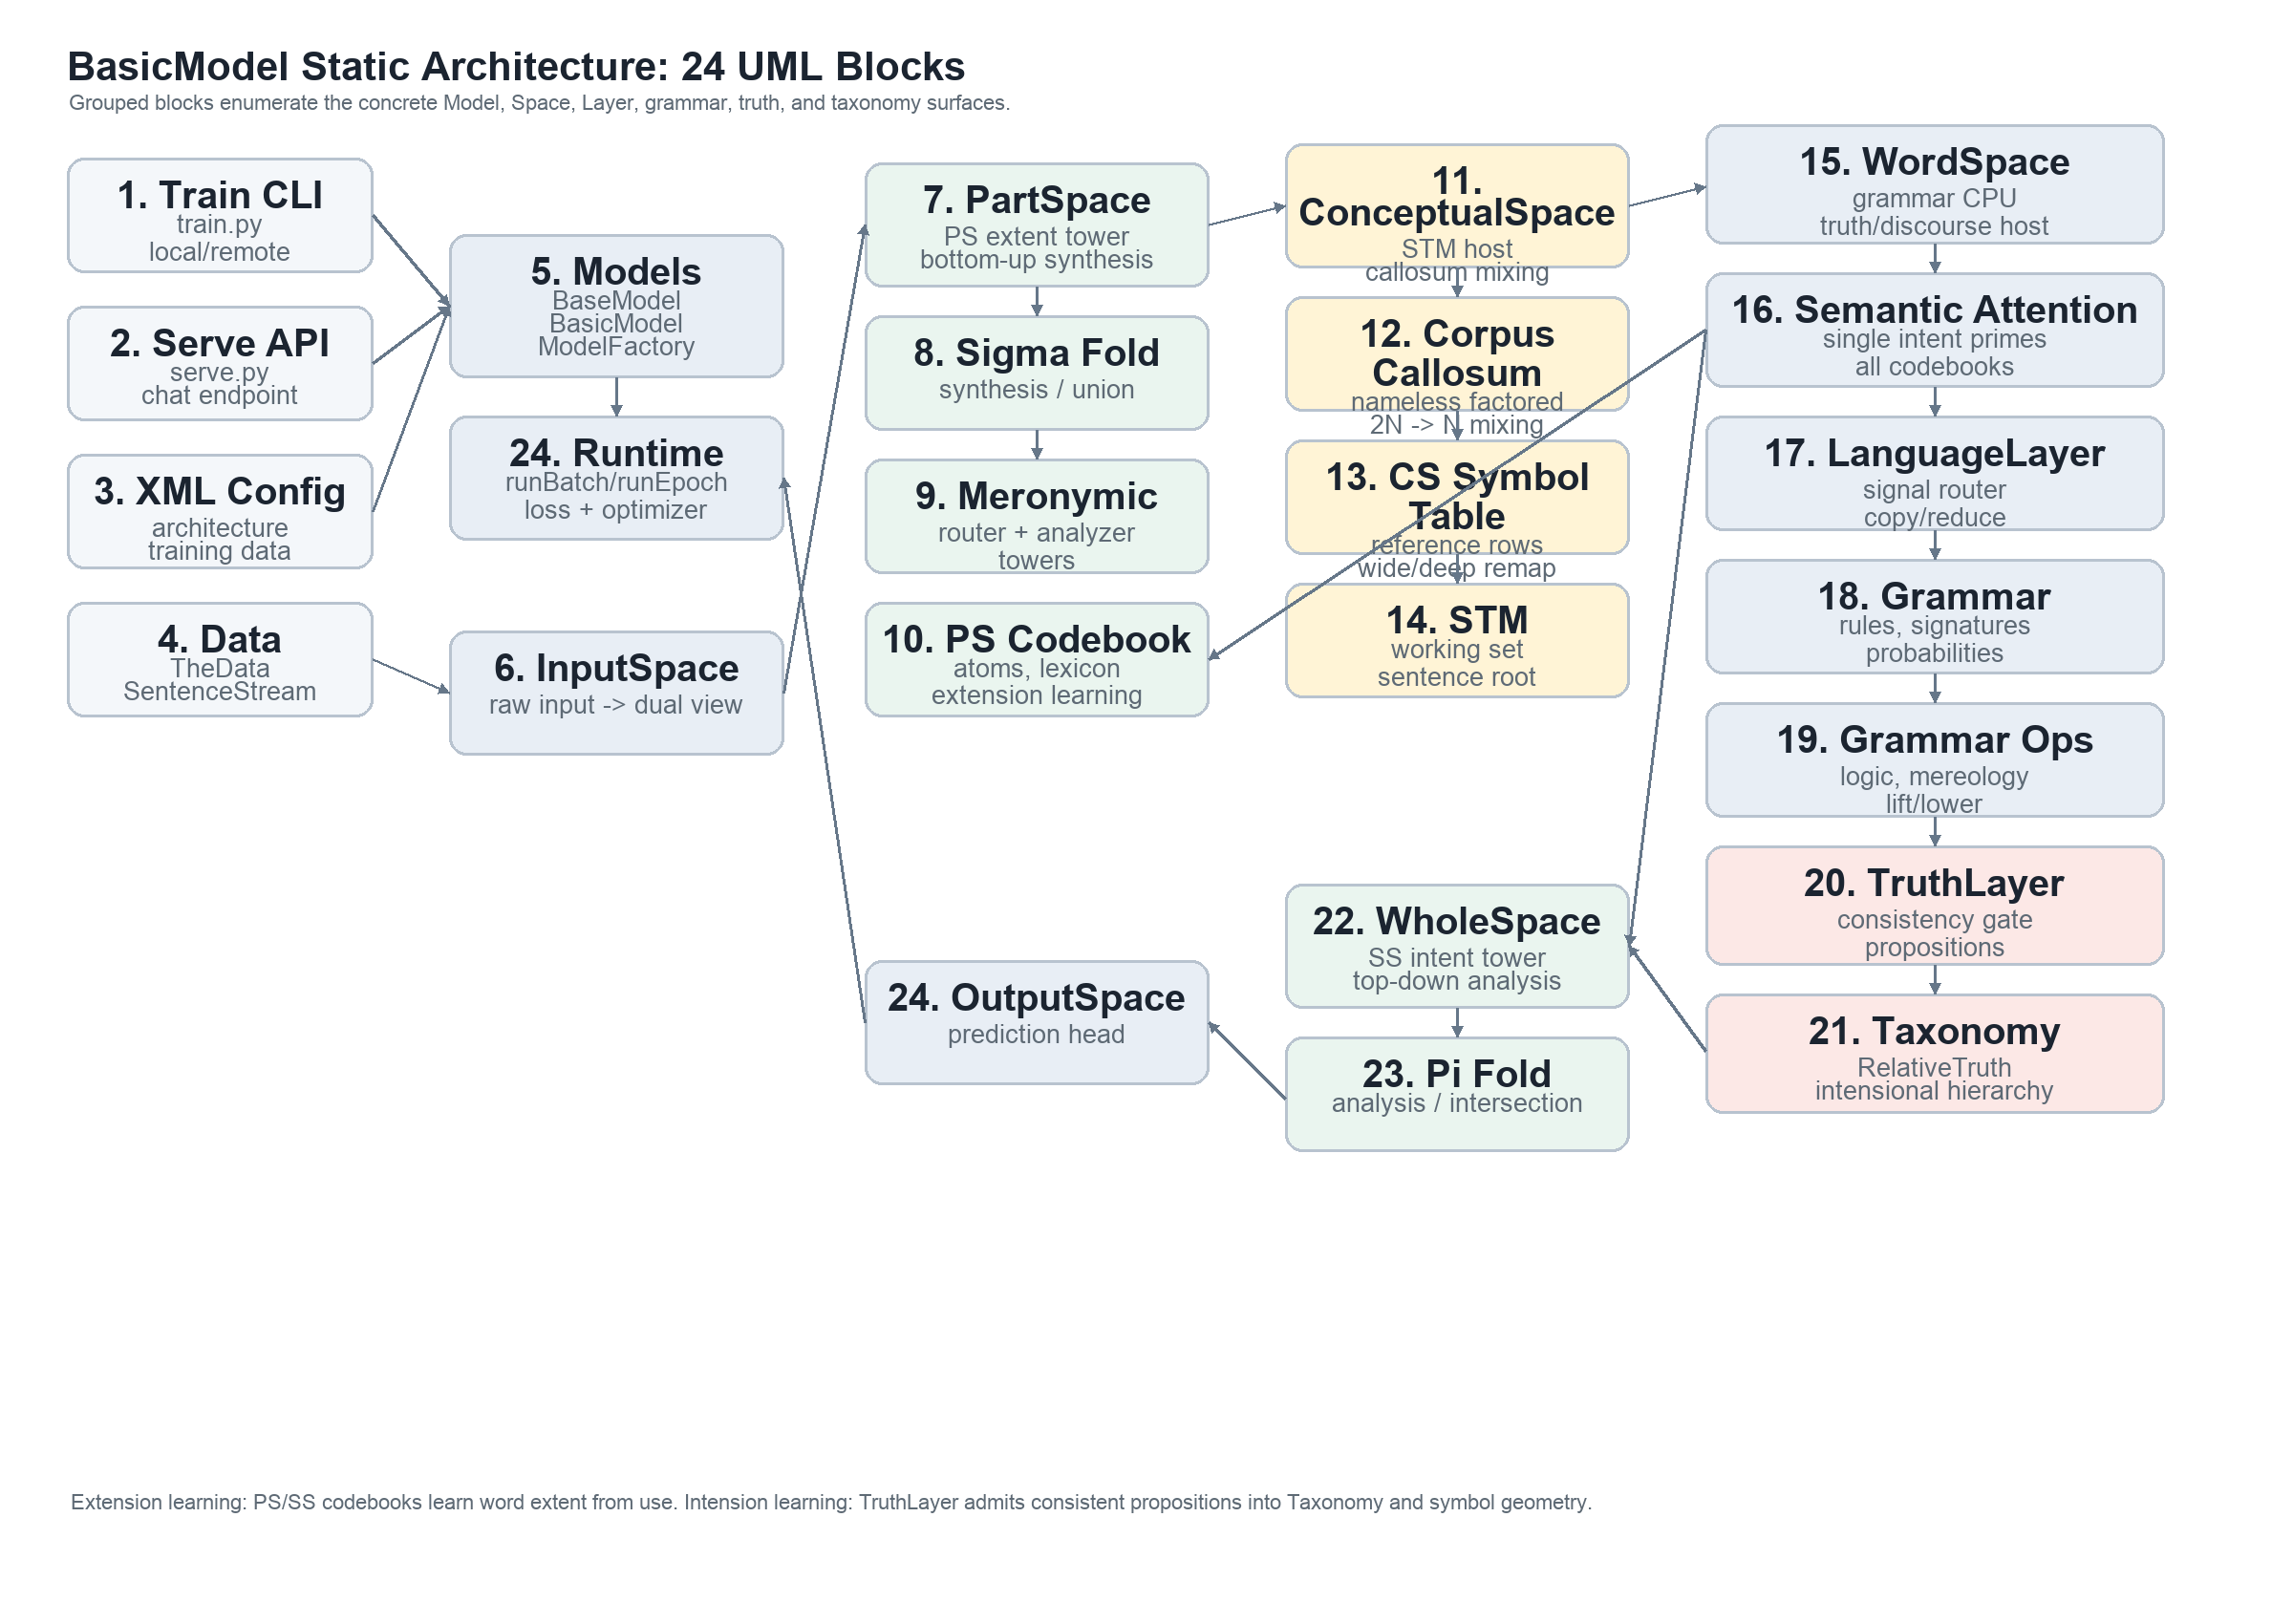 BasicModel Static Architecture: 24 UML Blocks
Grouped blocks enumerate the concrete Model, Space, Layer, grammar, truth, and taxonomy surfaces.
1. Train CLI
train.py
local/remote
2. Serve API
serve.py
chat endpoint
3. XML Config
architecture
training data
4. Data
TheData
SentenceStream
5. Models
BaseModel
BasicModel
ModelFactory
24. Runtime
runBatch/runEpoch
loss + optimizer
6. InputSpace
raw input -> dual view
7. PartSpace
PS extent tower
bottom-up synthesis
8. Sigma Fold
synthesis / union
9. Meronymic
router + analyzer
towers
10. PS Codebook
atoms, lexicon
extension learning
11.
ConceptualSpace
STM host
callosum mixing
12. Corpus
Callosum
nameless factored
2N -> N mixing
13. CS Symbol
Table
reference rows
wide/deep remap
14. STM
working set
sentence root
15. WordSpace
grammar CPU
truth/discourse host
16. Semantic Attention
single intent primes
all codebooks
17. LanguageLayer
signal router
copy/reduce
18. Grammar
rules, signatures
probabilities
19. Grammar Ops
logic, mereology
lift/lower
20. TruthLayer
consistency gate
propositions
21. Taxonomy
RelativeTruth
intensional hierarchy
22. WholeSpace
SS intent tower
top-down analysis
23. Pi Fold
analysis / intersection
24. OutputSpace
prediction head
Extension learning: PS/SS codebooks learn word extent from use. Intension learning: TruthLayer admits consistent propositions into Taxonomy and symbol geometry.